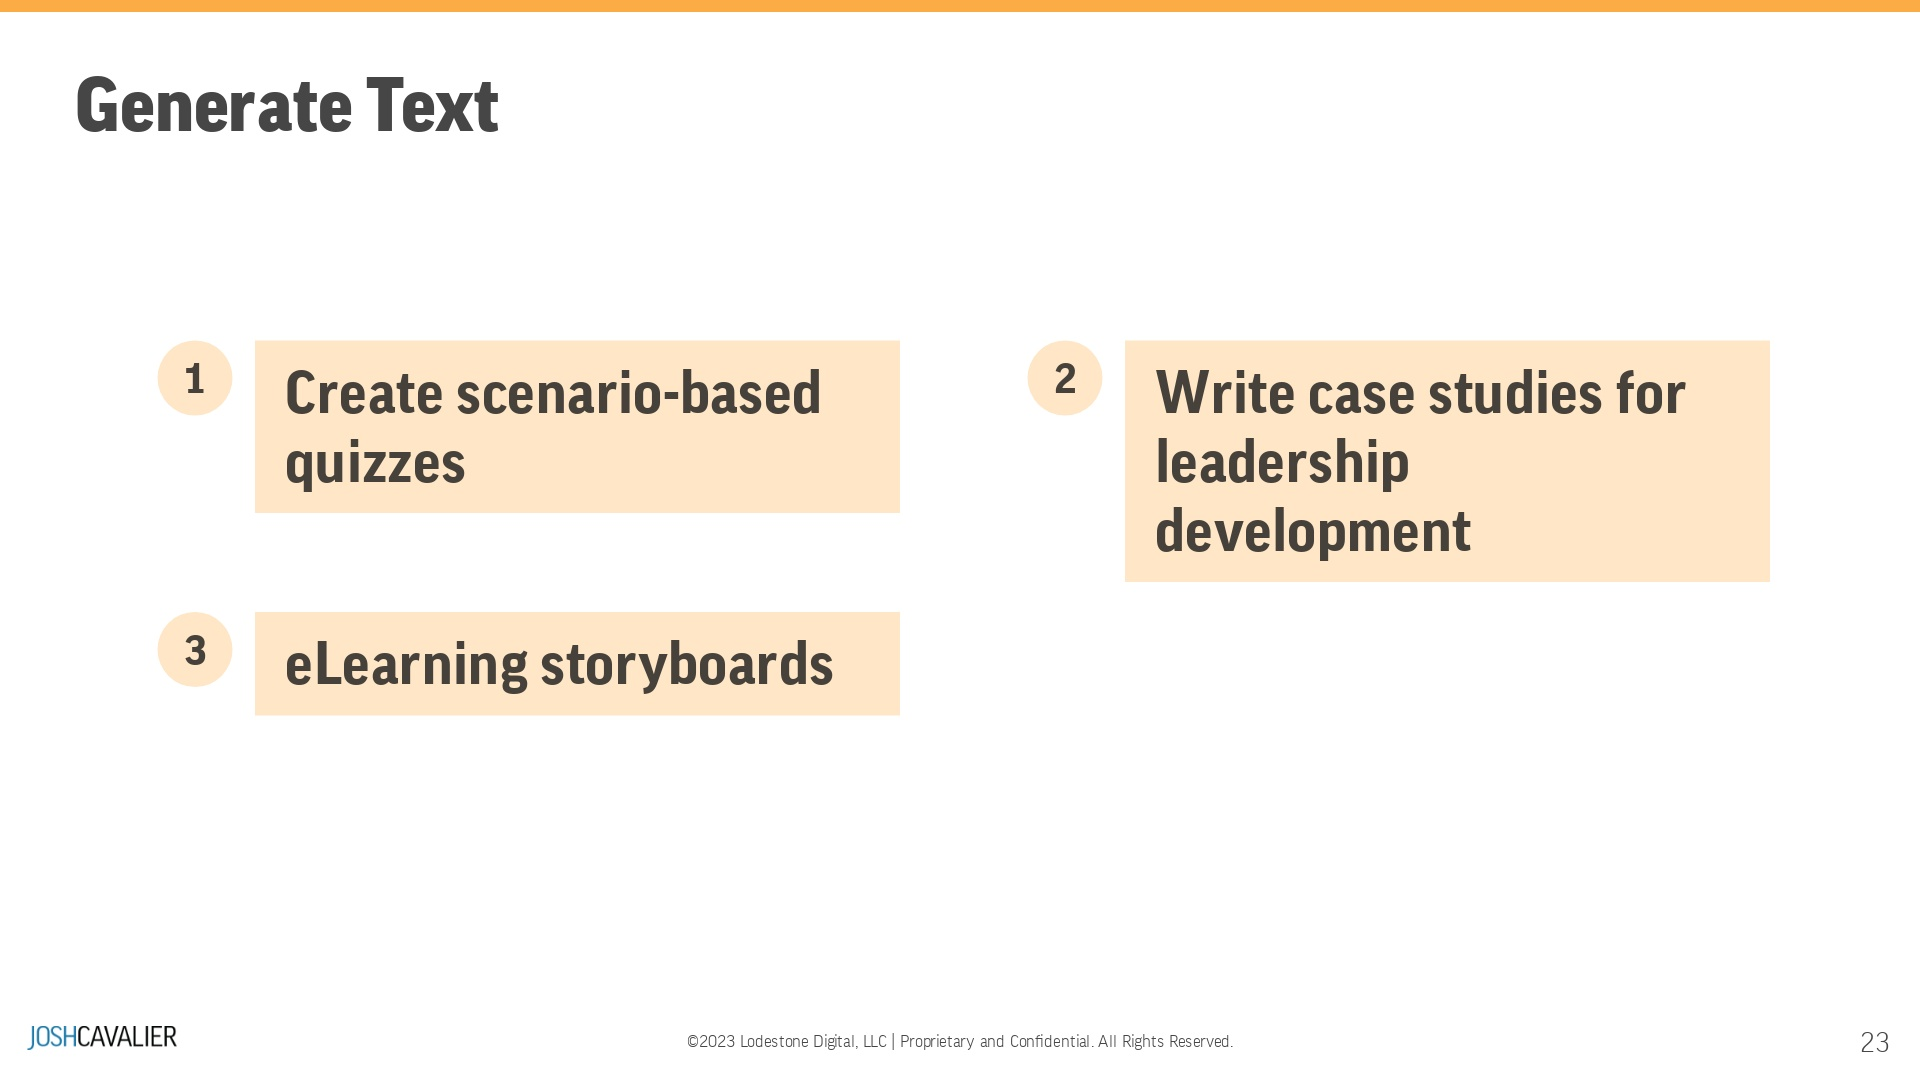 Generate Text
1
Create scenario-based
quizzes
2
Write case studies for
leadership
development
3
eLearning storyboards
JOSHCAVALIER
©2023 Lodestone Digital, LLC | Proprietary and Confidential. All Rights Reserved.
23